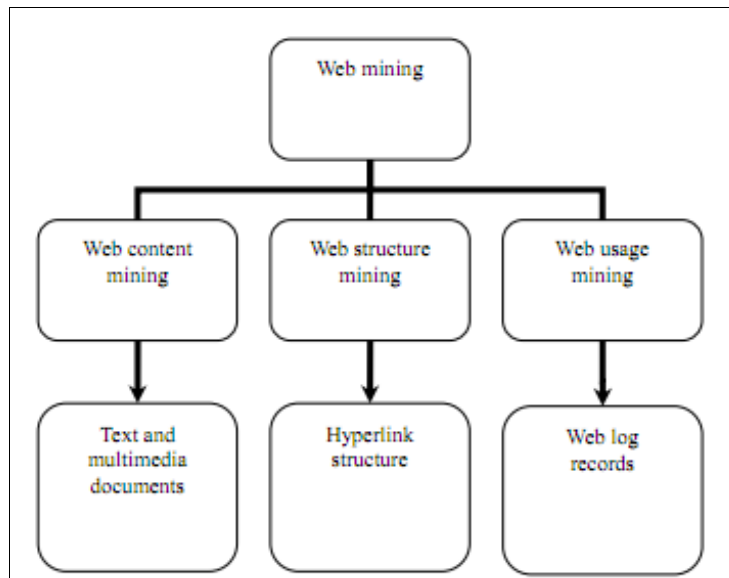 Web mining
Web content
mining
Web structure
mining
Web usage
mining
Text and
multimedia
documents
Hyperlink
structure
Web log
records